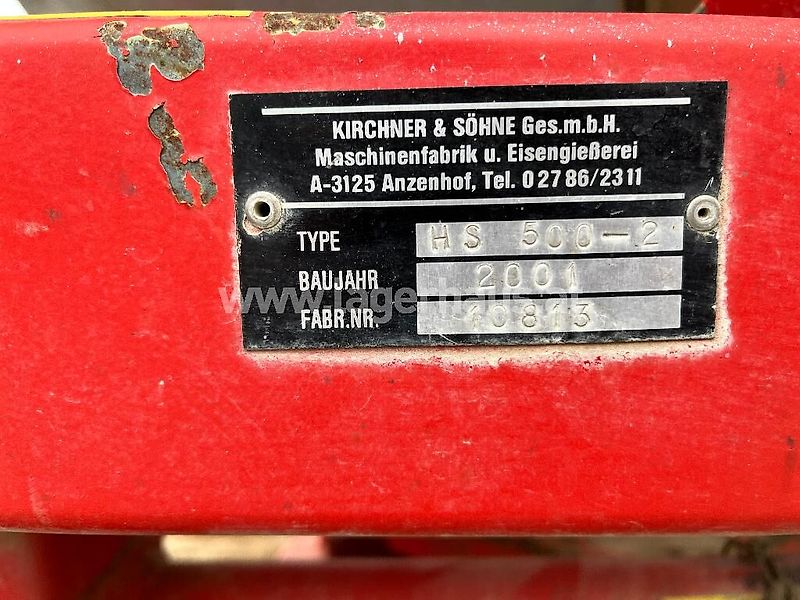 KIRCHNER & SÖHNE Ges.m.b.H.
Maschinenfabrik u. Eisengießerei
A-3125 Anzenhof, Tel. 0 27 86/23 11
TYPE HS 500-2
BAUJAHR 2001
FABR.NR. 10813